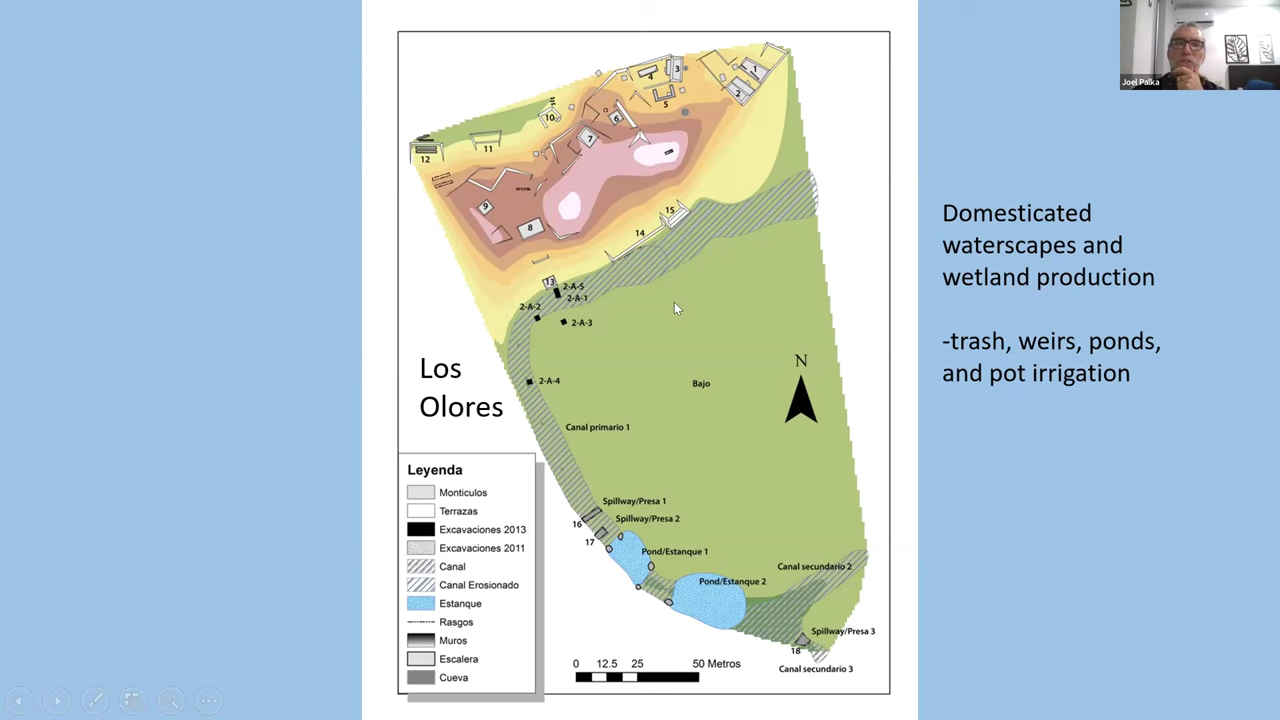 Joel Palka
1
2
3
4
5
6
7
8
9
10
11
12
13
14
15
2-A-5
2-A-1
2-A-2
2-A-3
2-A-4
Los
Olores
Bajo
N
Canal primario 1
Spillway/Presa 1
16
Spillway/Presa 2
17
Pond/Estanque 1
Canal secundario 2
Pond/Estanque 2
Spillway/Presa 3
18
Canal secundario 3
0 12.5 25 50 Metros
Leyenda
Monticulos
Terrazas
Excavaciones 2013
Excavaciones 2011
Canal
Canal Erosionado
Estanque
Rasgos
Muros
Escalera
Cueva
Domesticated
waterscapes and
wetland production
-trash, weirs, ponds,
and pot irrigation